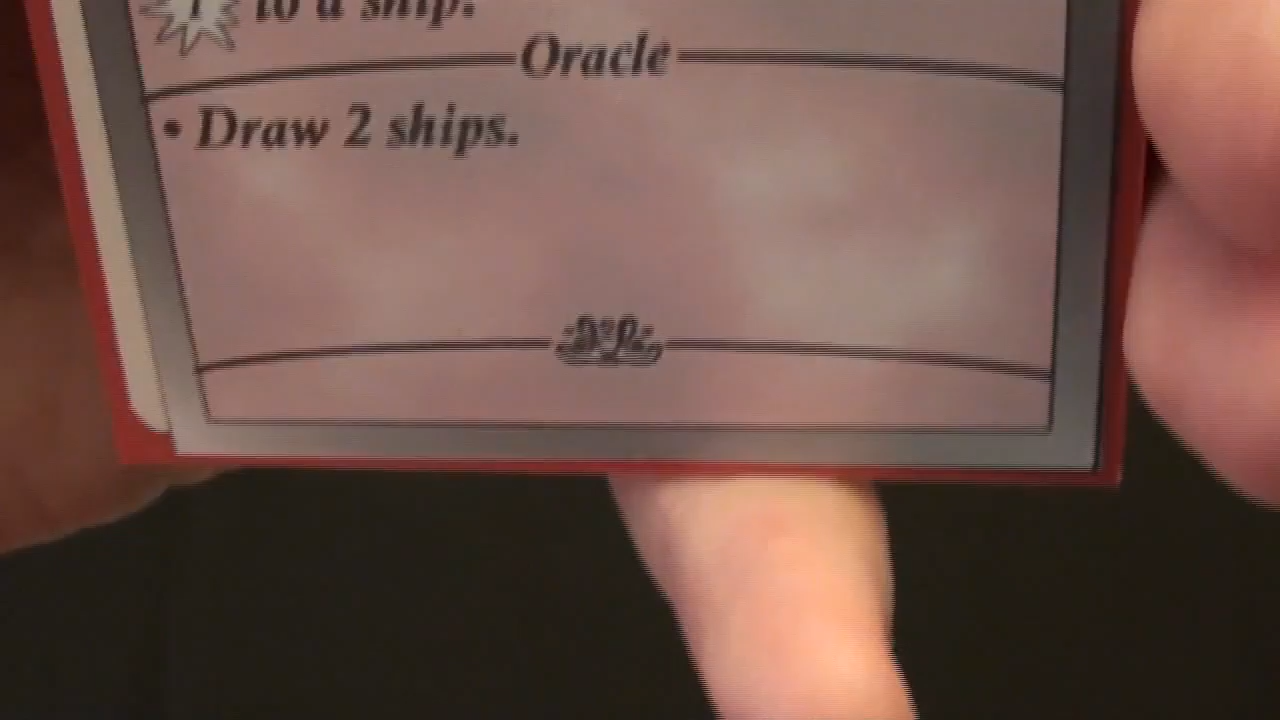 to a ship.
Oracle
• Draw 2 ships.